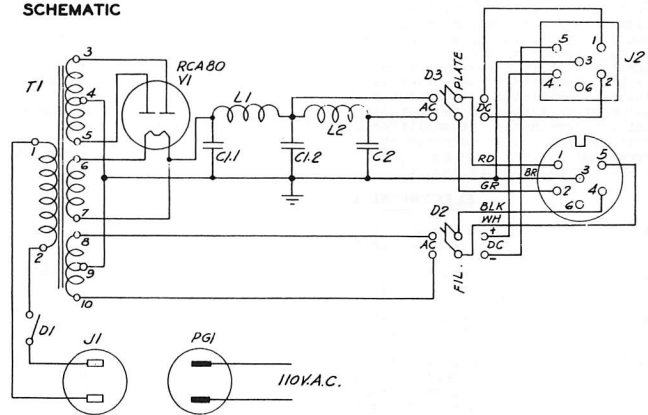 SCHEMATIC
T1
1
2
3
4
5
6
7
8
9
10
RCA80
V1
L1
L2
C1.1
C1.2
C2
D3
PLATE
AC
DC
5
1
3
4
6
2
J2
RD
BR
GR
BLK
WH
1
5
3
2
4
6
D2
AC
FIL.
+
DC
-
D1
J1
PG1
110V.A.C.